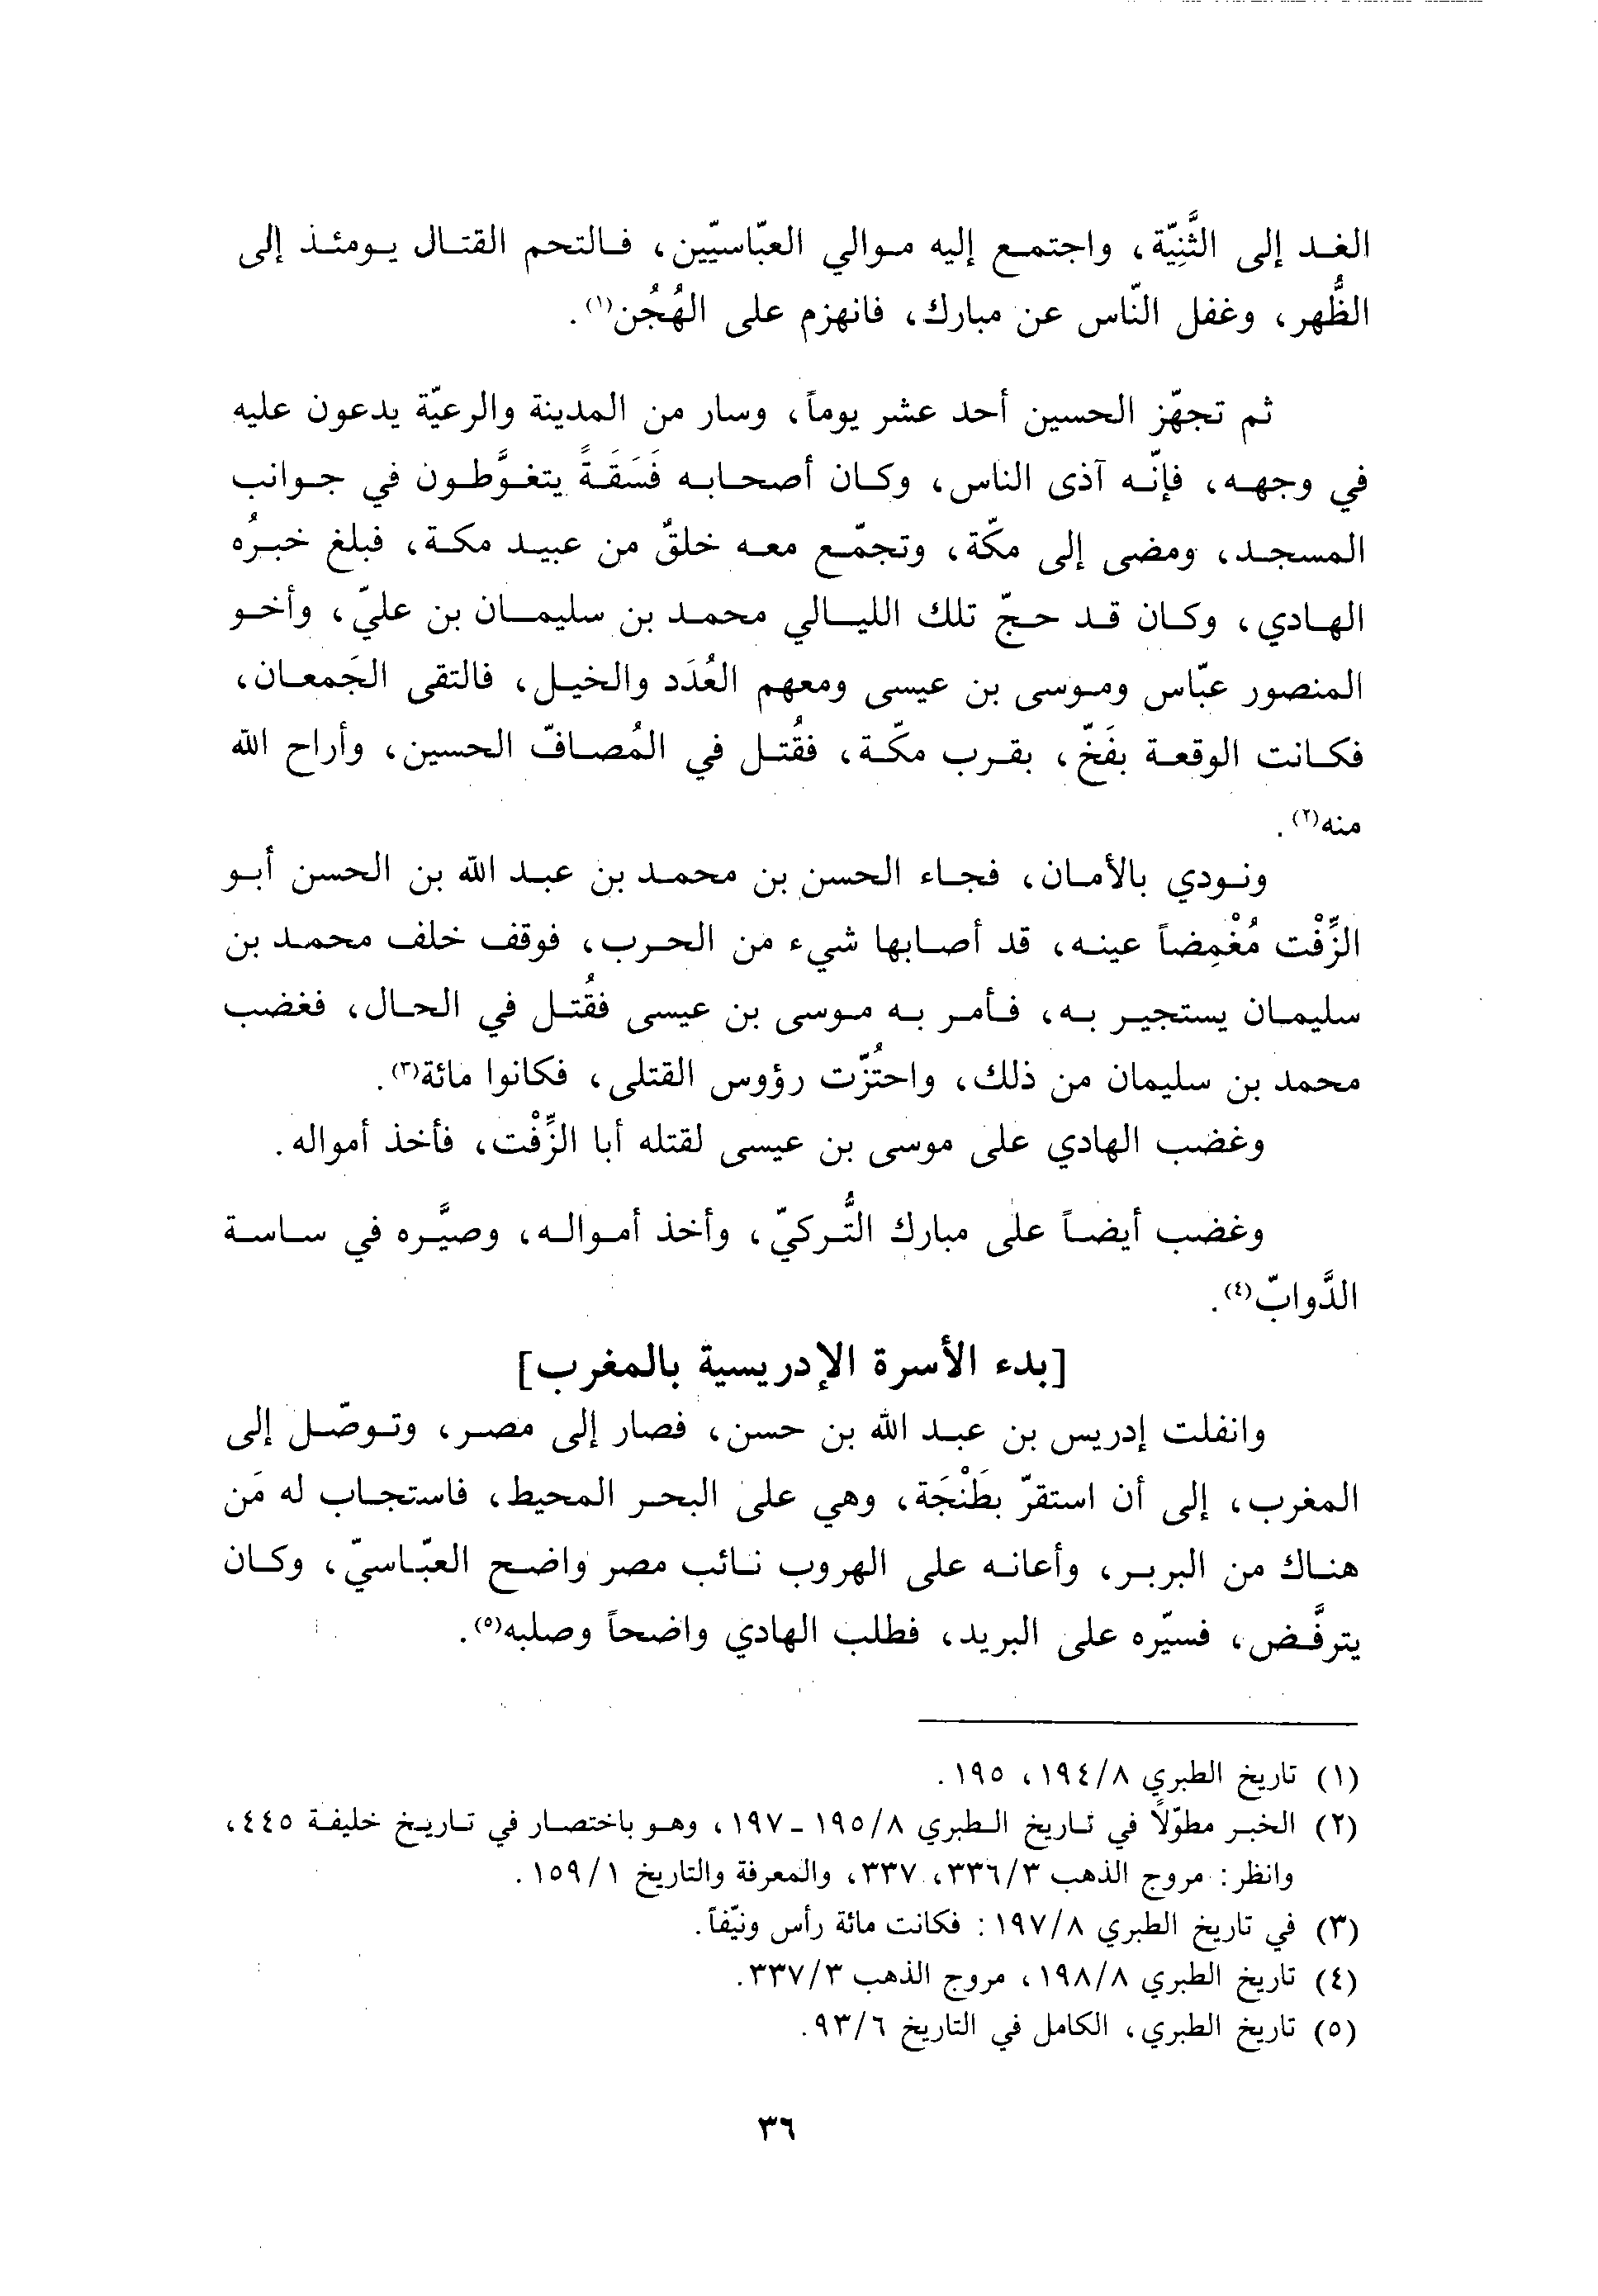 الغد إلى الثَّنِيّة، واجتمع إليه موالي العبّاسيّين، فالتحم القتال يومئذ إلى
الظُّهر، وغفل النّاس عن مبارك، فانهزم على الهُجُن(١).
ثم تجهّز الحسين أحد عشر يوماً، وسار من المدينة والرعيّة يدعون عليه
في وجهه، فإنّه آذى الناس، وكان أصحابه فَسَقَةً يتغوَّطون في جوانب
المسجد، ومضى إلى مكّة، وتجمّع معه خلقٌ من عبيد مكة، فبلغ خبرُه
الهادي، وكان قد حجّ تلك الليالي محمد بن سليمان بن عليّ، وأخو
المنصور عبّاس وموسى بن عيسى ومعهم العُدَد والخيل، فالتقى الجَمعان،
فكانت الوقعة بفَخّ، بقرب مكّة، فقُتل في المُصافّ الحسين، وأراح الله
منه(٢).
ونودي بالأمان، فجاء الحسن بن محمد بن عبد الله بن الحسن أبو
الزِّفْت مُغْمِضاً عينه، قد أصابها شيء من الحرب، فوقف خلف محمد بن
سليمان يستجير به، فأمر به موسى بن عيسى فقُتل في الحال، فغضب
محمد بن سليمان من ذلك، واحتُزّت رؤوس القتلى، فكانوا مائة(٣).
وغضب الهادي على موسى بن عيسى لقتله أبا الزِّفْت، فأخذ أمواله.
وغضب أيضاً على مبارك التُّركيّ، وأخذ أمواله، وصيَّره في ساسة
الدَّوابّ(٤).
[بدء الأسرة الإدريسية بالمغرب]
وانفلت إدريس بن عبد الله بن حسن، فصار إلى مصر، وتوصّل إلى
المغرب، إلى أن استقرّ بطَنْجَة، وهي على البحر المحيط، فاستجاب له مَن
هناك من البربر، وأعانه على الهروب نائب مصر واضح العبّاسيّ، وكان
يترفَّض، فسيّره على البريد، فطلب الهادي واضحاً وصلبه(٥).
(١) تاريخ الطبري ١٩٤/٨، ١٩٥.
(٢) الخبر مطوّلاً في تاريخ الطبري ١٩٥/٨ - ١٩٧، وهو باختصار في تاريخ خليفة ٤٤٥،
وانظر: مروج الذهب ٣٣٦/٣، ٣٣٧، والمعرفة والتاريخ ١٥٩/١.
(٣) في تاريخ الطبري ١٩٧/٨: فكانت مائة رأس ونيّفاً.
(٤) تاريخ الطبري ١٩٨/٨، مروج الذهب ٣٣٧/٣.
(٥) تاريخ الطبري، الكامل في التاريخ ٩٣/٦.
٣٦